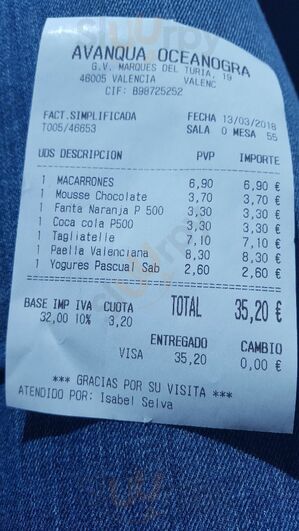 AVANQUA OCEANOGRA
G.V. MARQUES DEL TURIA, 19
46005 VALENCIA VALENC
CIF: B98725252
FACT.SIMPLIFICADA FECHA 13/03/2018
T005/46653 SALA 0 MESA 55
UDS DESCRIPCION PVP IMPORTE
1 MACARRONES 6,90 6,90 €
1 Mousse Chocolate 3,70 3,70 €
1 Fanta Naranja P 500 3,30 3,30 €
1 Coca cola P500 3,30 3,30 €
1 Tagliatelle 7,10 7,10 €
1 Paella Valenciana 8,30 8,30 €
1 Yogures Pascual Sab 2,60 2,60 €
BASE IMP IVA CUOTA TOTAL 35,20 €
32,00 10% 3,20
ENTREGADO CAMBIO
VISA 35,20 0,00 €
*** GRACIAS POR SU VISITA ***
ATENDIDO POR: Isabel Selva